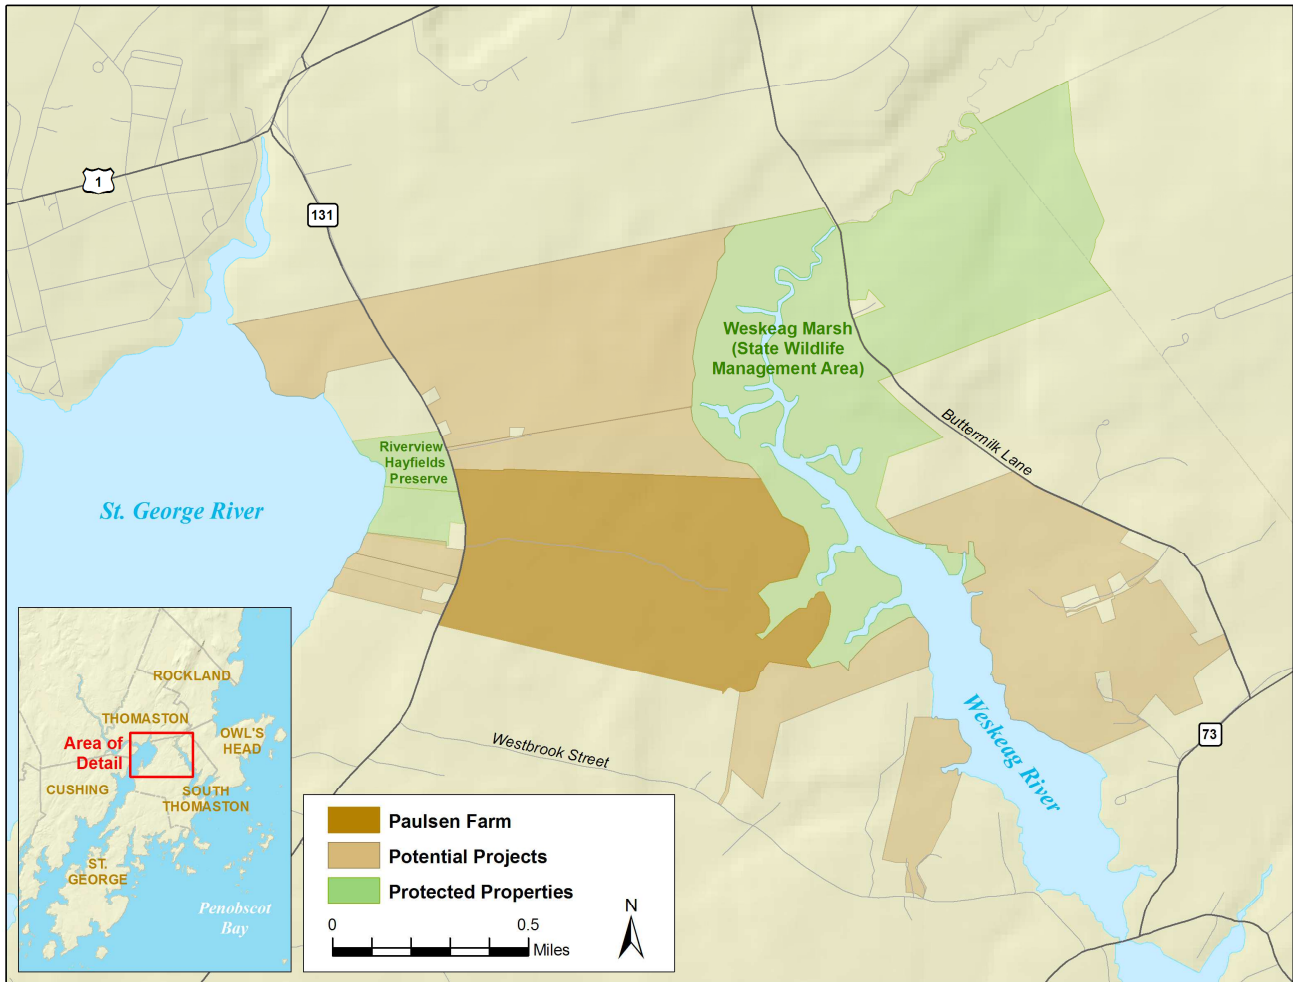 1
131
Weskeag Marsh
(State Wildlife
Management Area)
Buttermilk Lane
Riverview
Hayfields
Preserve
St. George River
Weskeag River
73
Westbrook Street
ROCKLAND
THOMASTON
OWL'S
HEAD
Area of
Detail
CUSHING
SOUTH
THOMASTON
ST.
GEORGE
Penobscot
Bay
Paulsen Farm
Potential Projects
Protected Properties
0 0.5
Miles
N